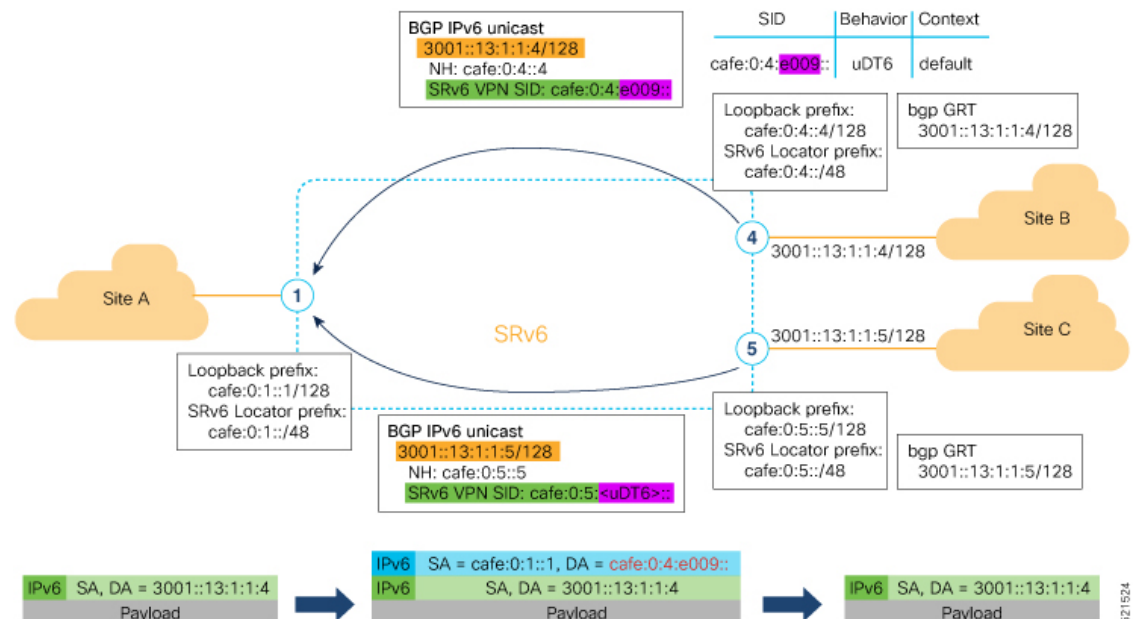 BGP IPv6 unicast
3001::13:1:1:4/128
NH: cafe:0:4::4
SRv6 VPN SID: cafe:0:4:e009::
SID Behavior Context
cafe:0:4:e009:: uDT6 default
Loopback prefix:
cafe:0:4::4/128
SRv6 Locator prefix:
cafe:0:4::/48
bgp GRT
3001::13:1:1:4/128
Site B
4
3001::13:1:1:4/128
Site A
1
SRv6
3001::13:1:1:5/128
Site C
5
Loopback prefix:
cafe:0:1::1/128
SRv6 Locator prefix:
cafe:0:1::/48
BGP IPv6 unicast
3001::13:1:1:5/128
NH: cafe:0:5::5
SRv6 VPN SID: cafe:0:5:<uDT6>::
Loopback prefix:
cafe:0:5::5/128
SRv6 Locator prefix:
cafe:0:5::/48
bgp GRT
3001::13:1:1:5/128
IPv6 SA, DA = 3001::13:1:1:4
Payload
IPv6 SA = cafe:0:1::1, DA = cafe:0:4:e009::
IPv6 SA, DA = 3001::13:1:1:4
Payload
IPv6 SA, DA = 3001::13:1:1:4
Payload
521524